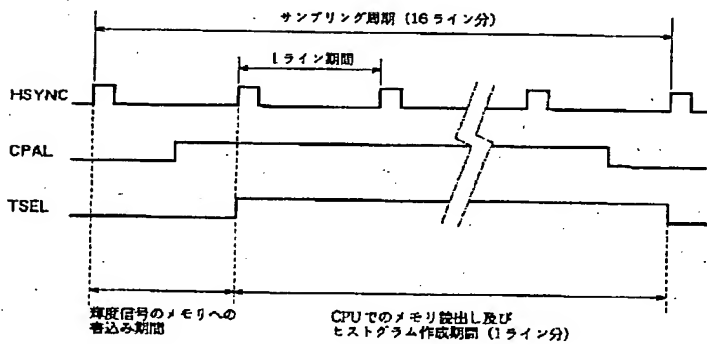 サンプリング周期 (16ライン分)
1ライン期間
HSYNC
CPAL
TSEL
輝度信号のメモリへの
書込み期間
CPUでのメモリ読出し及び
ヒストグラム作成期間 (1ライン分)